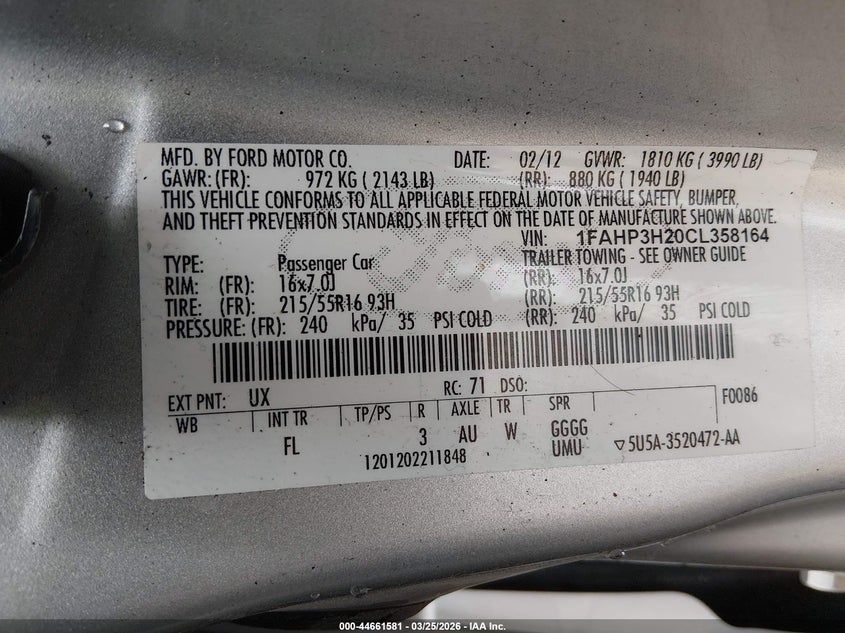 MFD. BY FORD MOTOR CO. DATE: 02/12 GVWR: 1810 KG ( 3990 LB)
GAWR: (FR): 972 KG ( 2143 LB) (RR): 880 KG ( 1940 LB)
THIS VEHICLE CONFORMS TO ALL APPLICABLE FEDERAL MOTOR VEHICLE SAFETY, BUMPER,
AND THEFT PREVENTION STANDARDS IN EFFECT ON THE DATE OF MANUFACTURE SHOWN ABOVE.
VIN: 1FAHP3H20CL358164
TYPE: Passenger Car TRAILER TOWING - SEE OWNER GUIDE
RIM: (FR): 16x7.0J (RR): 16x7.0J
TIRE: (FR): 215/55R16 93H (RR): 215/55R16 93H
PRESSURE: (FR): 240 kPa/ 35 PSI COLD (RR): 240 kPa/ 35 PSI COLD
EXT PNT: UX RC: 71 DSO: F0086
WB INT TR TP/PS R AXLE TR SPR
FL 3 AU W GGGG
UMU
1201202211848 ▽5U5A-3520472-AA
000-44661581 - 03/25/2026 - IAA Inc.